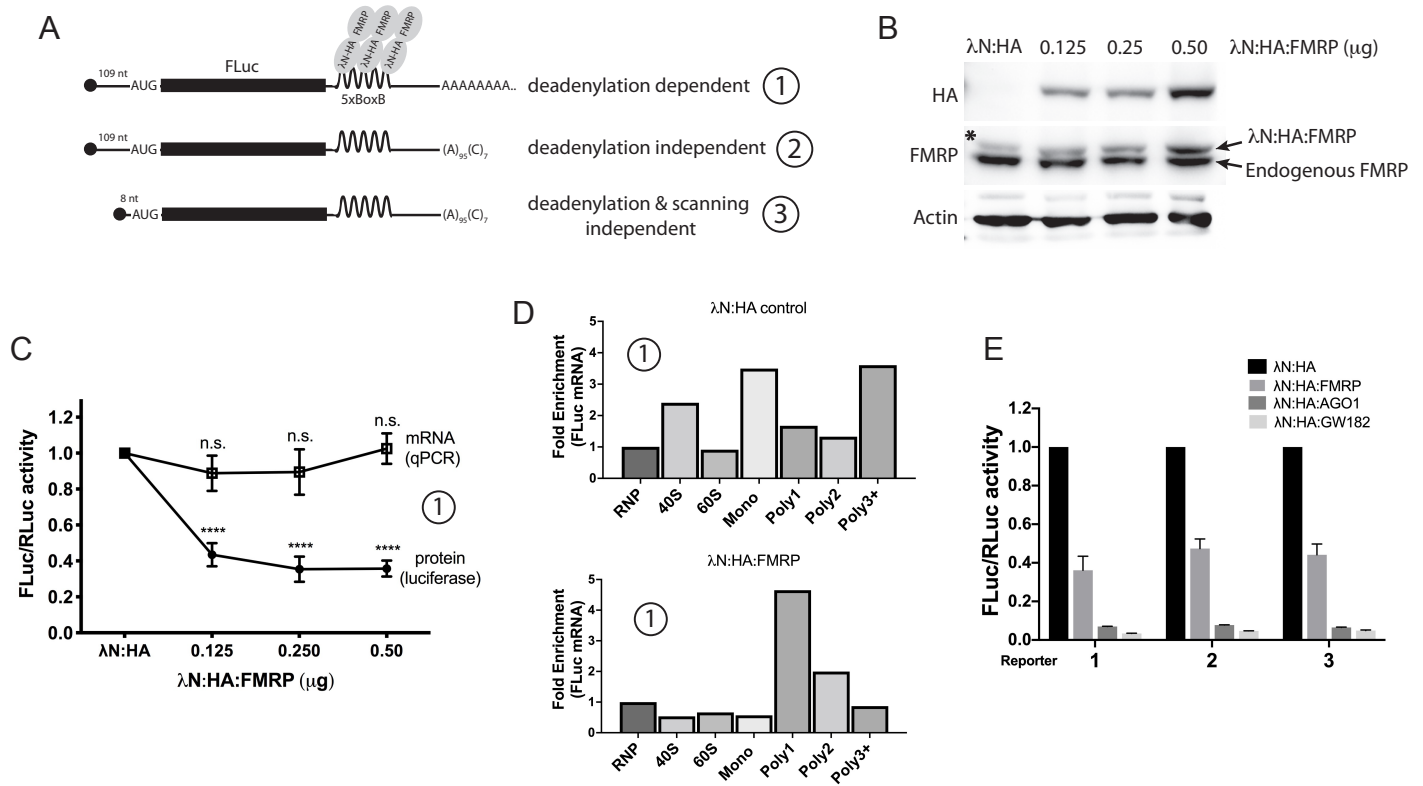 A
λN-HA FMRP
λN-HA FMRP
λN-HA FMRP
109 nt
AUG
FLuc
5xBoxB
AAAAAAAA..
deadenylation dependent
1
109 nt
AUG
(A)95(C)7
deadenylation independent
2
8 nt
AUG
(A)95(C)7
deadenylation & scanning
independent
3
B
λN:HA 0.125 0.25 0.50 λN:HA:FMRP (μg)
HA
*
FMRP
λN:HA:FMRP
Endogenous FMRP
Actin
C
FLuc/RLuc activity
1.2
1.0
0.8
0.6
0.4
0.2
0.0
n.s.
n.s.
n.s.
mRNA
(qPCR)
1
****
****
****
protein
(luciferase)
λN:HA 0.125 0.250 0.50
λN:HA:FMRP (μg)
D
λN:HA control
Fold Enrichment
(FLuc mRNA)
5
4
3
2
1
0
1
RNP 40S 60S Mono Poly1 Poly2 Poly3+
λN:HA:FMRP
Fold Enrichment
(FLuc mRNA)
5
4
3
2
1
0
1
RNP 40S 60S Mono Poly1 Poly2 Poly3+
E
λN:HA
λN:HA:FMRP
λN:HA:AGO1
λN:HA:GW182
FLuc/RLuc activity
1.2
1.0
0.8
0.6
0.4
0.2
0.0
Reporter 1 2 3